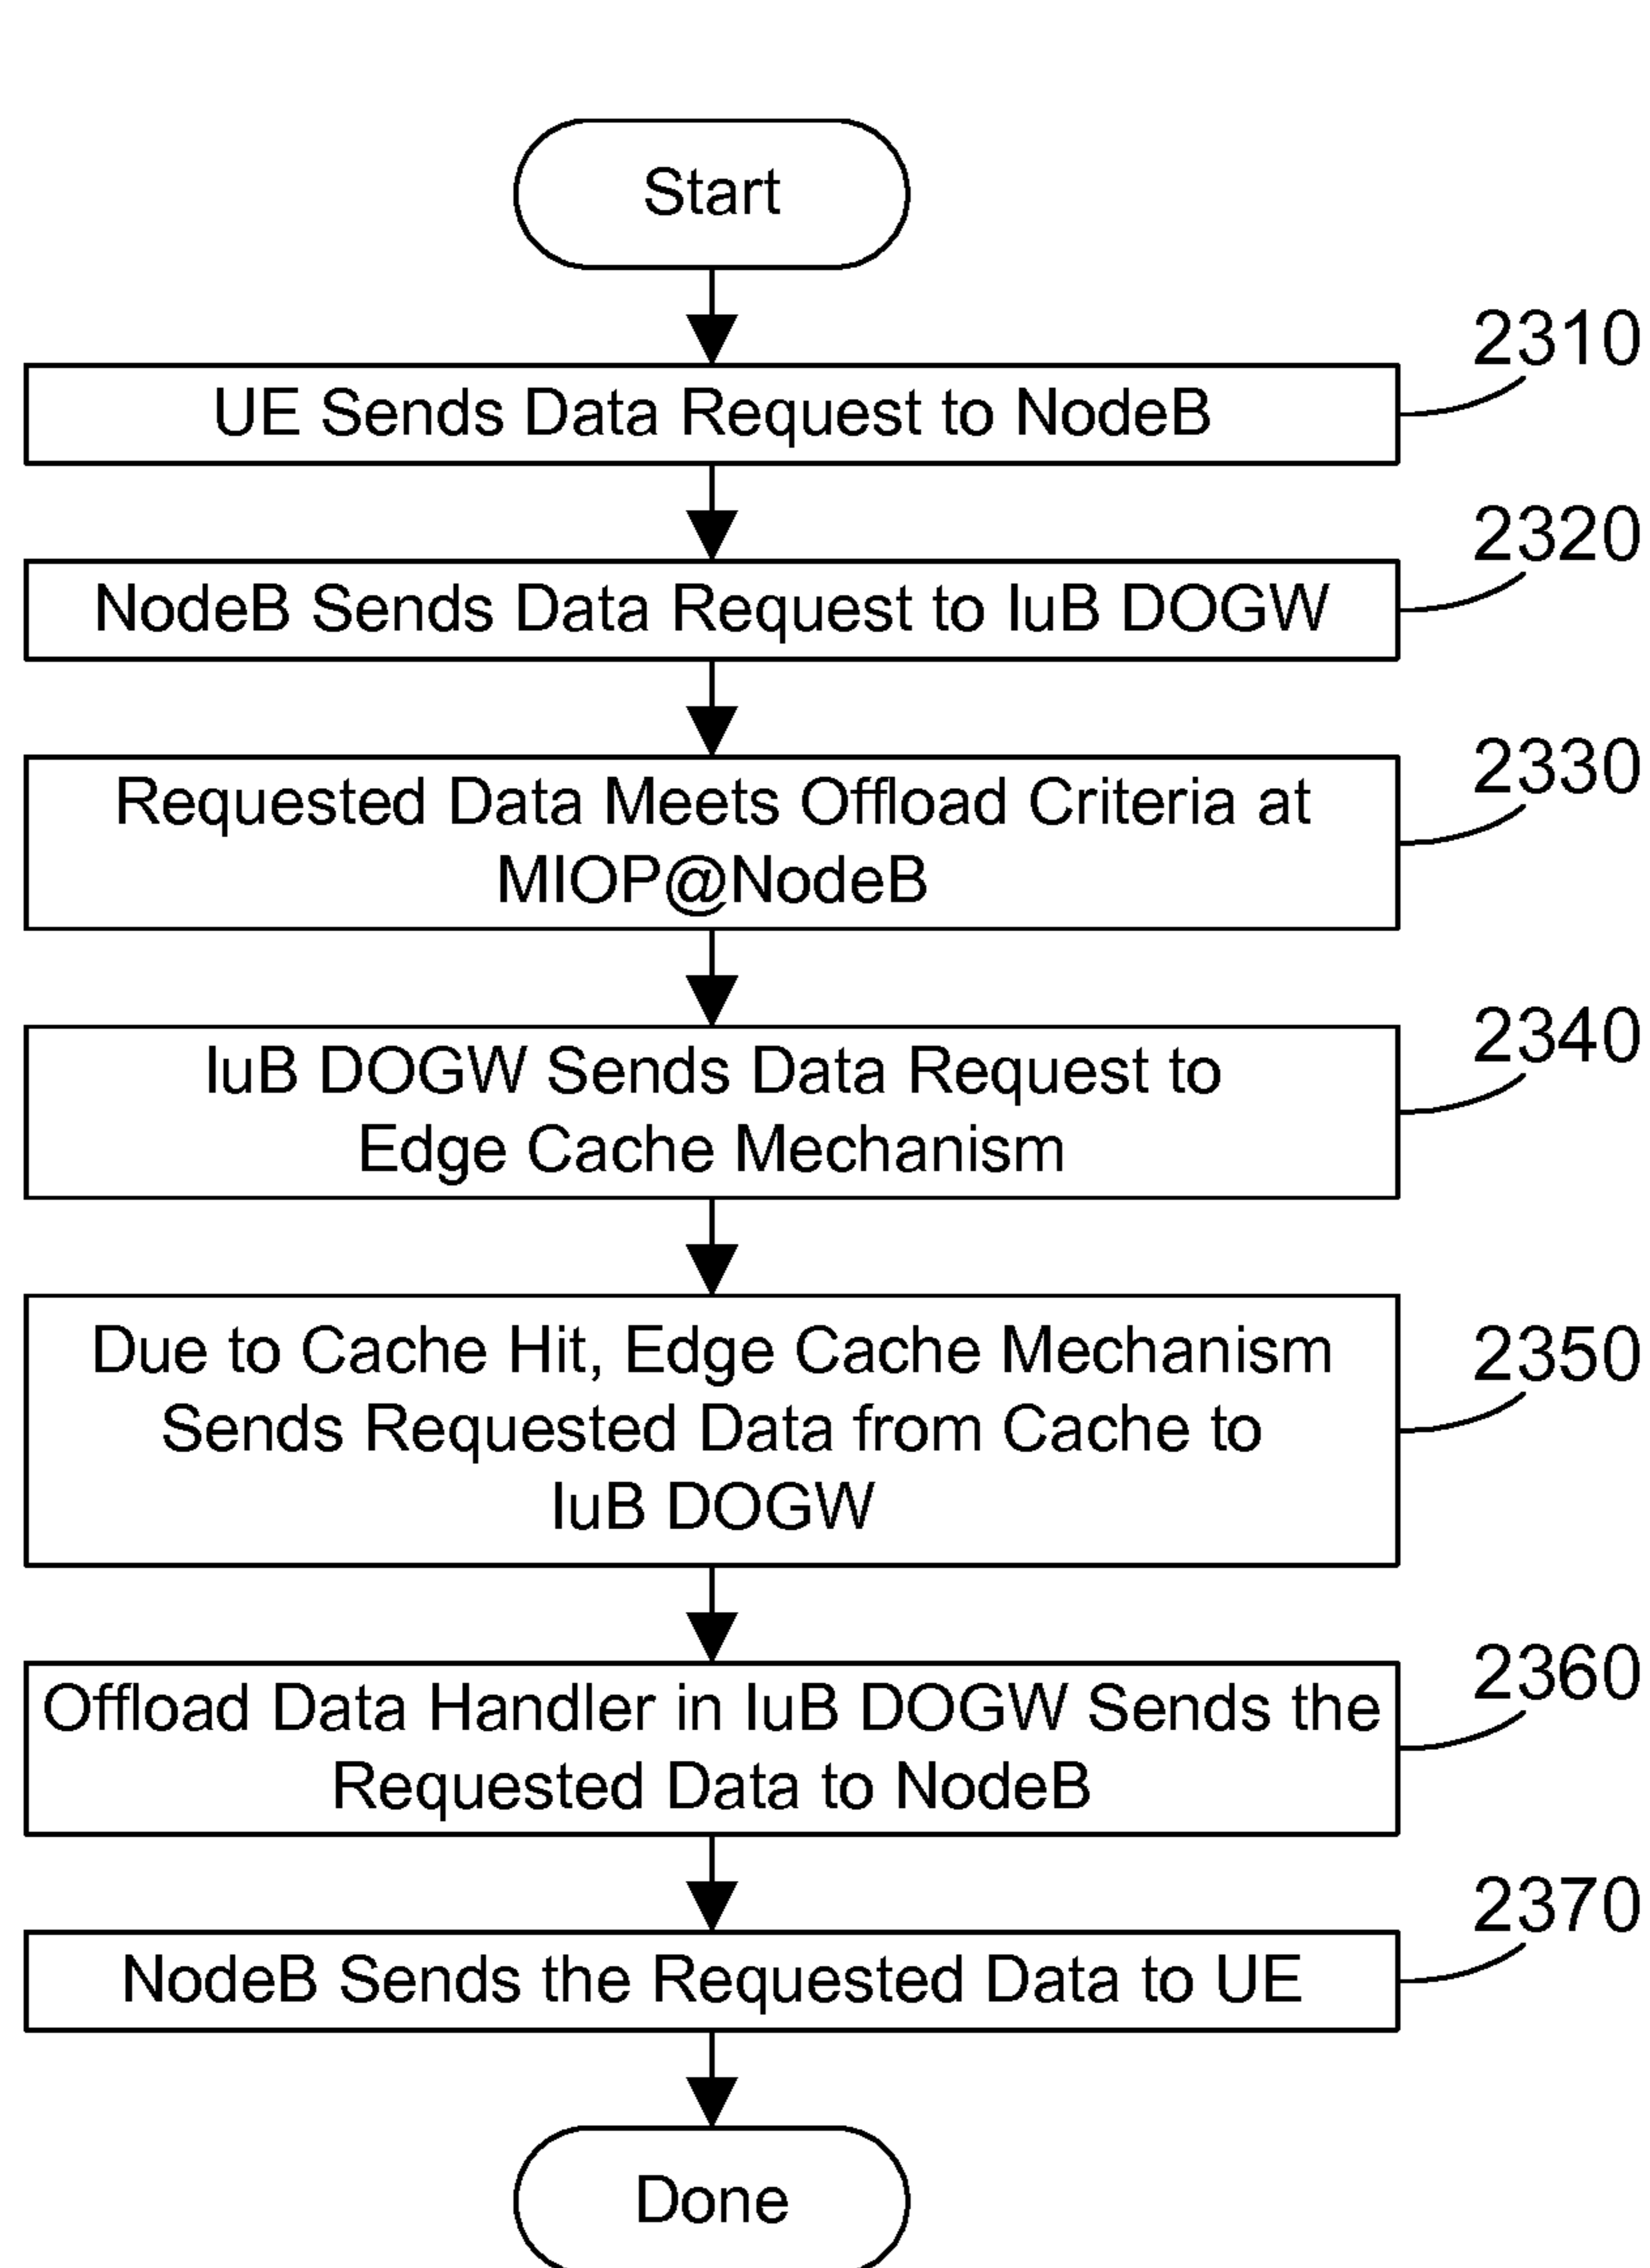 Start
2310
UE Sends Data Request to NodeB
2320
NodeB Sends Data Request to IuB DOGW
2330
Requested Data Meets Offload Criteria at
MIOP@NodeB
2340
IuB DOGW Sends Data Request to
Edge Cache Mechanism
2350
Due to Cache Hit, Edge Cache Mechanism
Sends Requested Data from Cache to
IuB DOGW
2360
Offload Data Handler in IuB DOGW Sends the
Requested Data to NodeB
2370
NodeB Sends the Requested Data to UE
Done